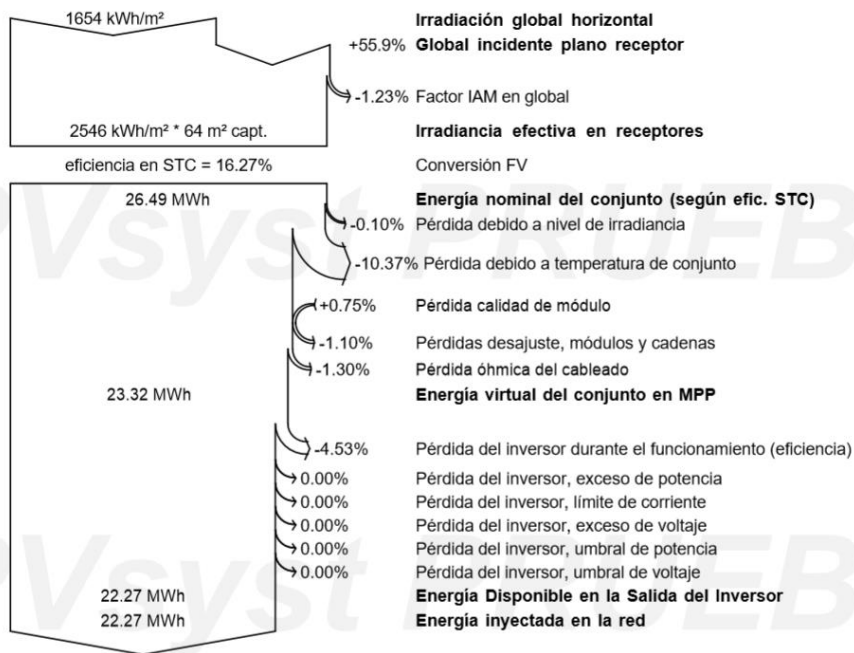 1654 kWh/m² Irradiación global horizontal
+55.9% Global incidente plano receptor
-1.23% Factor IAM en global
2546 kWh/m² * 64 m² capt. Irradiancia efectiva en receptores
eficiencia en STC = 16.27% Conversión FV
26.49 MWh Energía nominal del conjunto (según efic. STC)
-0.10% Pérdida debido a nivel de irradiancia
PVsyst PRUEB
-10.37% Pérdida debido a temperatura de conjunto
+0.75% Pérdida calidad de módulo
-1.10% Pérdidas desajuste, módulos y cadenas
-1.30% Pérdida óhmica del cableado
23.32 MWh Energía virtual del conjunto en MPP
-4.53% Pérdida del inversor durante el funcionamiento (eficiencia)
0.00% Pérdida del inversor, exceso de potencia
0.00% Pérdida del inversor, límite de corriente
0.00% Pérdida del inversor, exceso de voltaje
PVsyst PRUEB
0.00% Pérdida del inversor, umbral de potencia
0.00% Pérdida del inversor, umbral de voltaje
22.27 MWh Energía Disponible en la Salida del Inversor
22.27 MWh Energía inyectada en la red